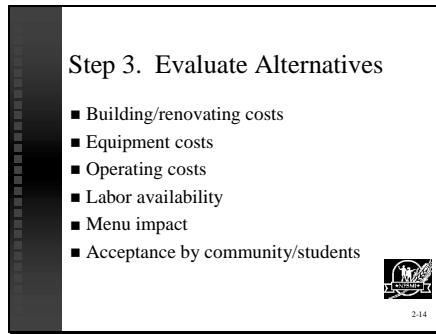 Step 3. Evaluate Alternatives
■ Building/renovating costs
■ Equipment costs
■ Operating costs
■ Labor availability
■ Menu impact
■ Acceptance by community/students
NFSMI
2-14